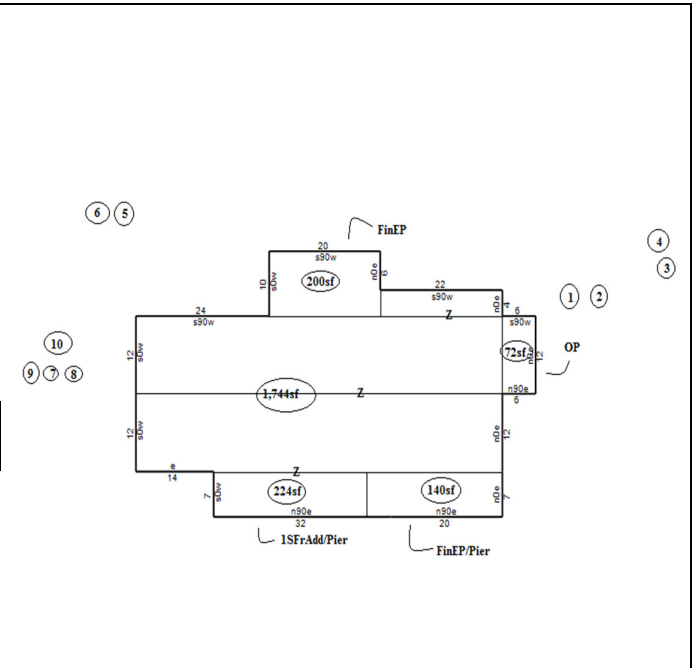 6 5
FinEP
20
s90w
4
3
10
s0w
200sf
n0e
6
22
s90w
n0e
4
1 2
24
s90w
Z
6
s90w
10
12
s0w
72sf
n0e
12
OP
9 7 8
n90e
6
1,744sf
Z
12
s0w
n0e
12
e
14
Z
7
s0w
224sf
140sf
n0e
7
n90e
32
n90e
20
1SFrAdd/Pier
FinEP/Pier